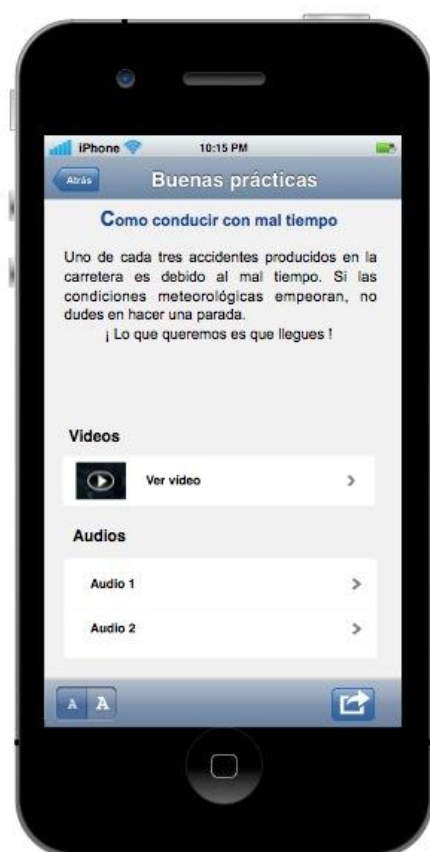 iPhone 10:15 PM
Atrás Buenas prácticas
Como conducir con mal tiempo
Uno de cada tres accidentes producidos en la
carretera es debido al mal tiempo. Si las
condiciones meteorológicas empeoran, no
dudes en hacer una parada.
¡ Lo que queremos es que llegues !
Videos
Ver vídeo
Audios
Audio 1
Audio 2
A A